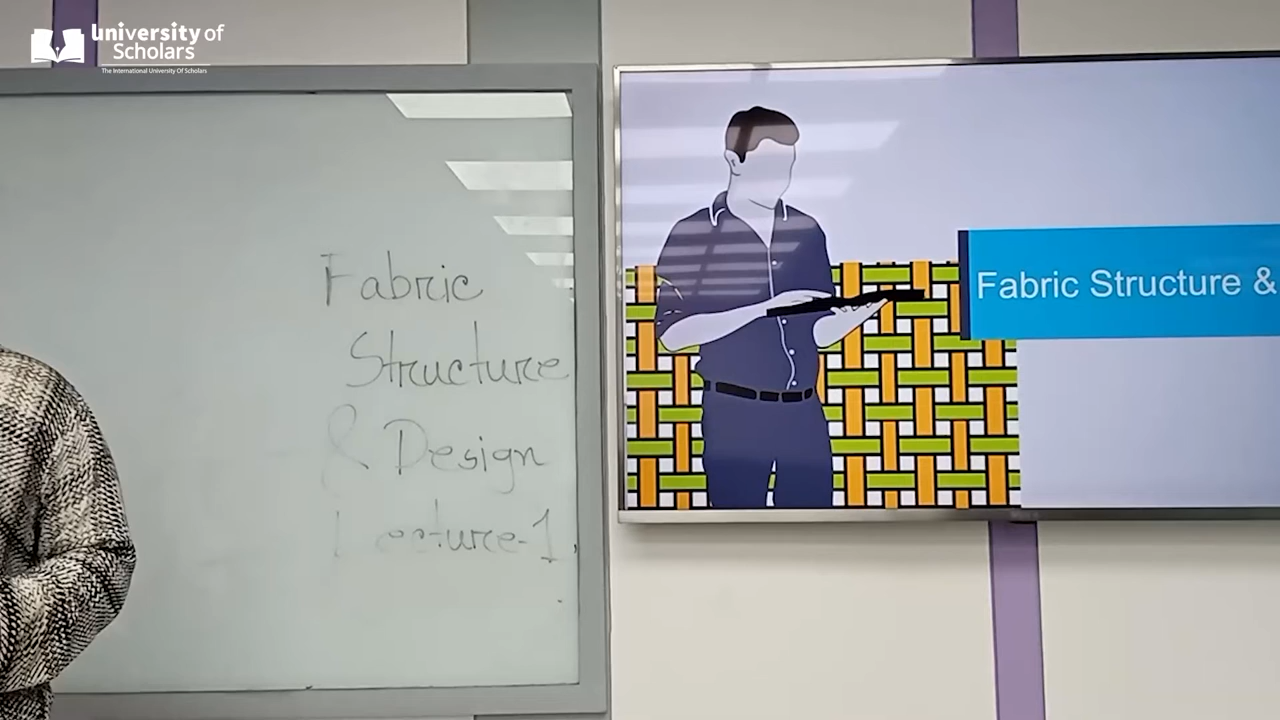 University of
Scholars
The International University Of Scholars
Fabric
Structure
& Design
Lecture-1
Fabric Structure &